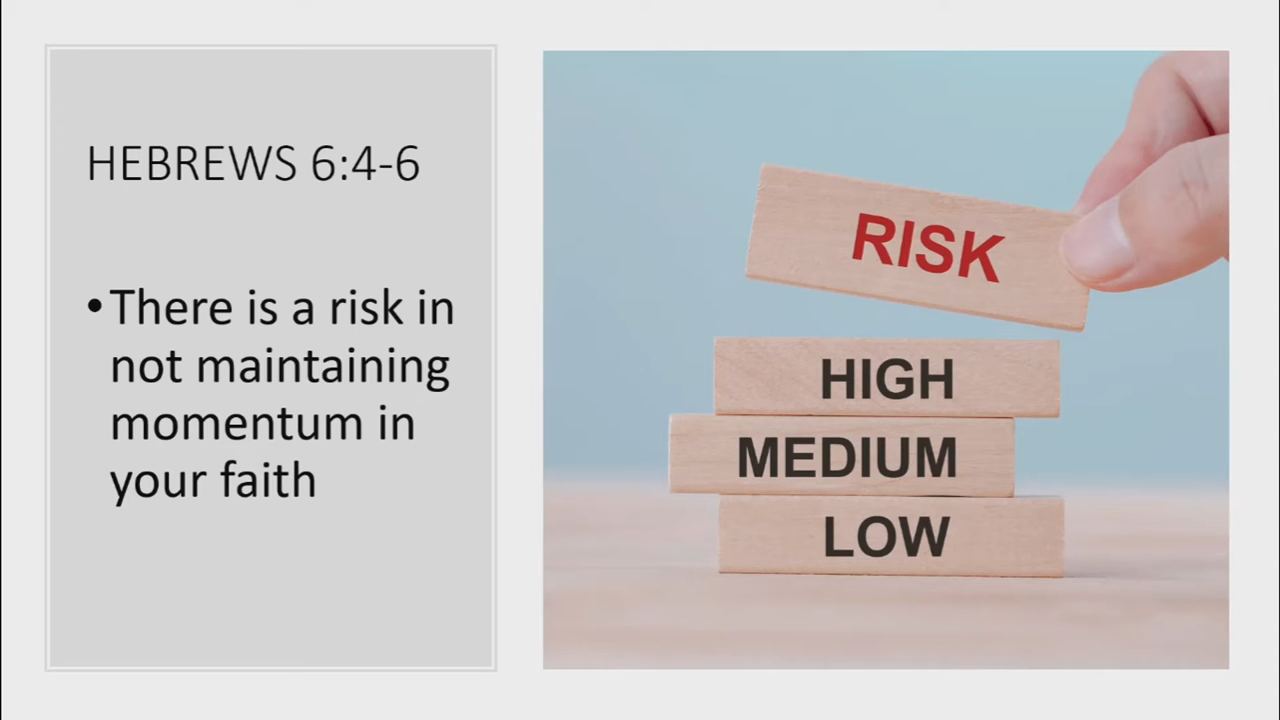 HEBREWS 6:4-6
•There is a risk in
not maintaining
momentum in
your faith
RISK
HIGH
MEDIUM
LOW